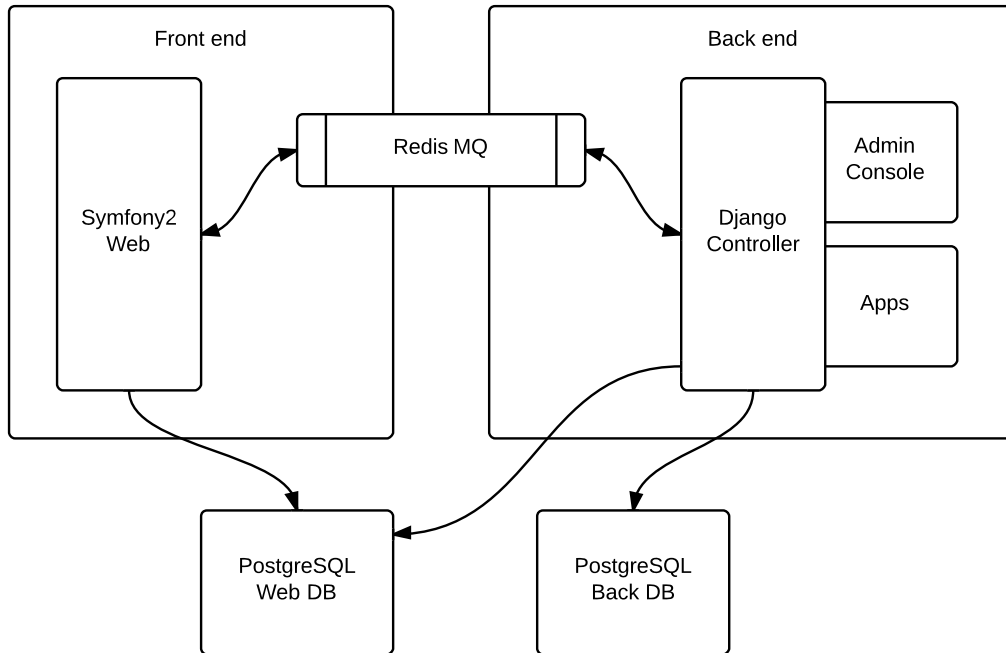 Front end
Back end
Redis MQ
Admin
Console
Symfony2
Web
Django
Controller
Apps
PostgreSQL
Web DB
PostgreSQL
Back DB